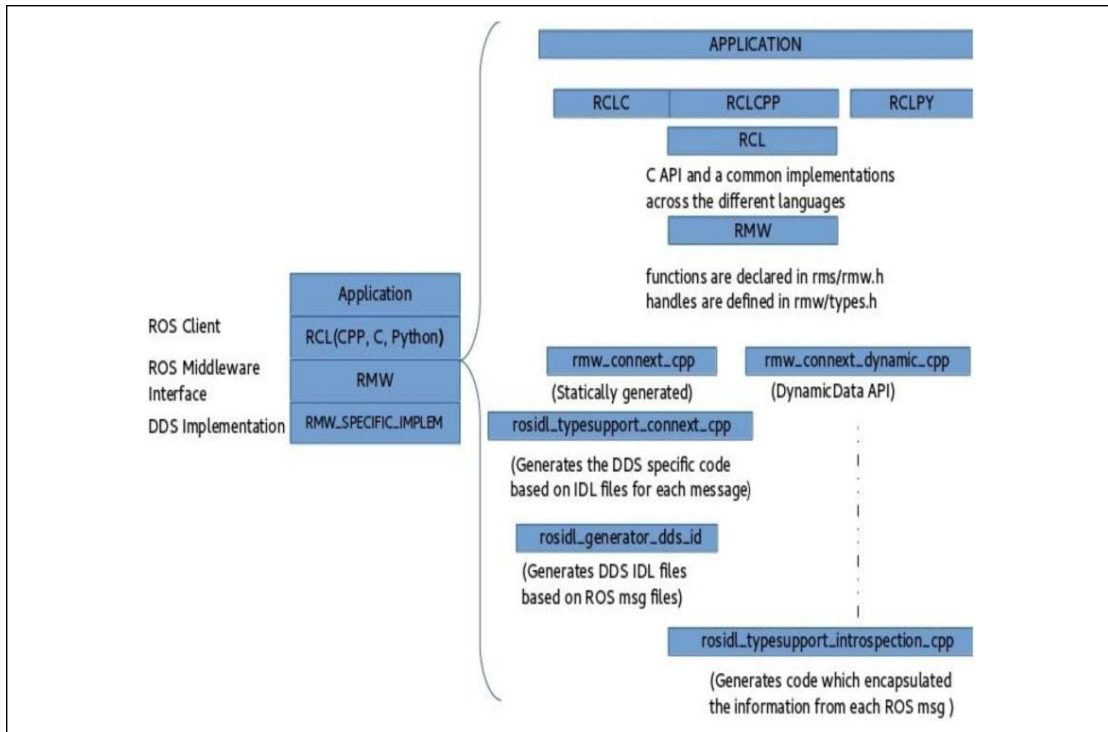 APPLICATION
RCLC
RCLCPP
RCLPY
RCL
C API and a common implementations
across the different languages
RMW
functions are declared in rms/rmw.h
handles are defined in rmw/types.h
Application
ROS Client
RCL(CPP, C, Python)
ROS Middleware
Interface
RMW
DDS Implementation
RMW_SPECIFIC_IMPLEM
rmw_connext_cpp
(Statically generated)
rmw_connext_dynamic_cpp
(DynamicData API)
rosidl_typesupport_connext_cpp
(Generates the DDS specific code
based on IDL files for each message)
rosidl_generator_dds_id
(Generates DDS IDL files
based on ROS msg files)
rosidl_typesupport_introspection_cpp
(Generates code which encapsulated
the information from each ROS msg )